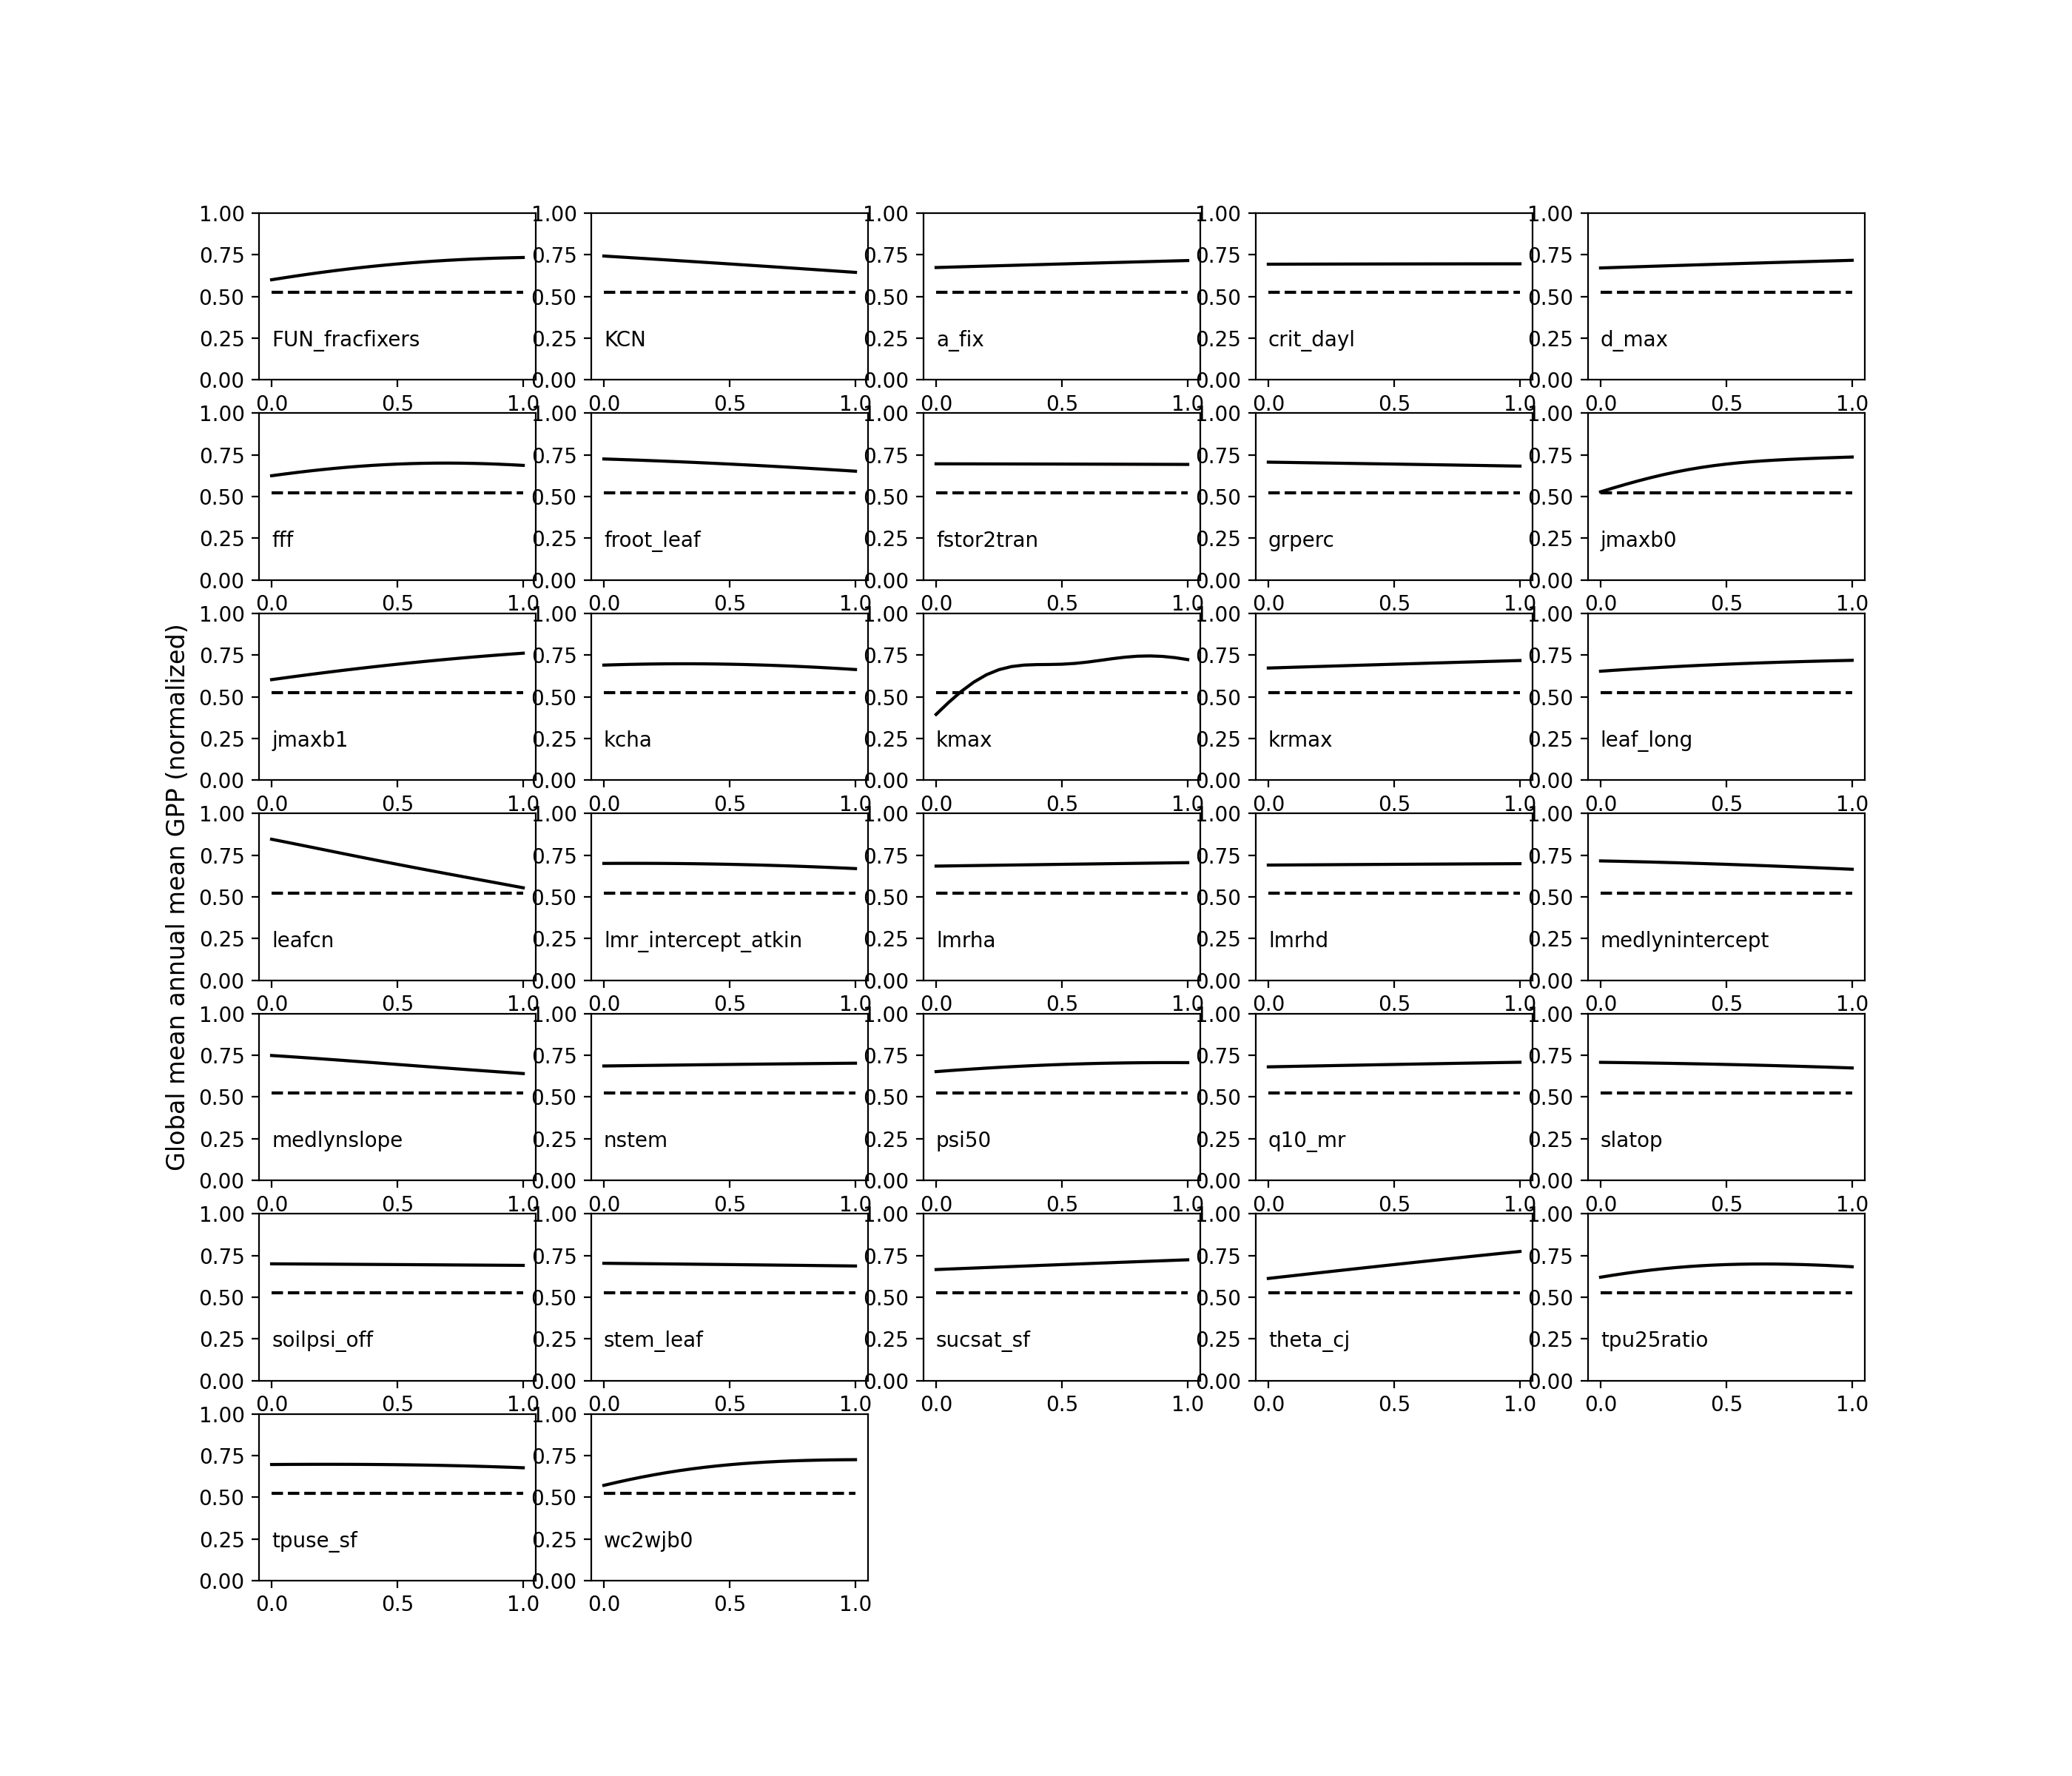 Global mean annual mean GPP (normalized)
1.00 0.75 0.50 0.25 0.00
FUN_fracfixers
0.0 0.5 1.0
1.00 0.75 0.50 0.25 0.00
KCN
0.0 0.5 1.0
1.00 0.75 0.50 0.25 0.00
a_fix
0.0 0.5 1.0
1.00 0.75 0.50 0.25 0.00
crit_dayl
0.0 0.5 1.0
1.00 0.75 0.50 0.25 0.00
d_max
0.0 0.5 1.0
1.00 0.75 0.50 0.25 0.00
fff
0.0 0.5 1.0
1.00 0.75 0.50 0.25 0.00
froot_leaf
0.0 0.5 1.0
1.00 0.75 0.50 0.25 0.00
fstor2tran
0.0 0.5 1.0
1.00 0.75 0.50 0.25 0.00
grperc
0.0 0.5 1.0
1.00 0.75 0.50 0.25 0.00
jmaxb0
0.0 0.5 1.0
1.00 0.75 0.50 0.25 0.00
jmaxb1
0.0 0.5 1.0
1.00 0.75 0.50 0.25 0.00
kcha
0.0 0.5 1.0
1.00 0.75 0.50 0.25 0.00
kmax
0.0 0.5 1.0
1.00 0.75 0.50 0.25 0.00
krmax
0.0 0.5 1.0
1.00 0.75 0.50 0.25 0.00
leaf_long
0.0 0.5 1.0
1.00 0.75 0.50 0.25 0.00
leafcn
0.0 0.5 1.0
1.00 0.75 0.50 0.25 0.00
lmr_intercept_atkin
0.0 0.5 1.0
1.00 0.75 0.50 0.25 0.00
lmrha
0.0 0.5 1.0
1.00 0.75 0.50 0.25 0.00
lmrhd
0.0 0.5 1.0
1.00 0.75 0.50 0.25 0.00
medlynintercept
0.0 0.5 1.0
1.00 0.75 0.50 0.25 0.00
medlynslope
0.0 0.5 1.0
1.00 0.75 0.50 0.25 0.00
nstem
0.0 0.5 1.0
1.00 0.75 0.50 0.25 0.00
psi50
0.0 0.5 1.0
1.00 0.75 0.50 0.25 0.00
q10_mr
0.0 0.5 1.0
1.00 0.75 0.50 0.25 0.00
slatop
0.0 0.5 1.0
1.00 0.75 0.50 0.25 0.00
soilpsi_off
0.0 0.5 1.0
1.00 0.75 0.50 0.25 0.00
stem_leaf
0.0 0.5 1.0
1.00 0.75 0.50 0.25 0.00
sucsat_sf
0.0 0.5 1.0
1.00 0.75 0.50 0.25 0.00
theta_cj
0.0 0.5 1.0
1.00 0.75 0.50 0.25 0.00
tpu25ratio
0.0 0.5 1.0
1.00 0.75 0.50 0.25 0.00
tpuse_sf
0.0 0.5 1.0
1.00 0.75 0.50 0.25 0.00
wc2wjb0
0.0 0.5 1.0